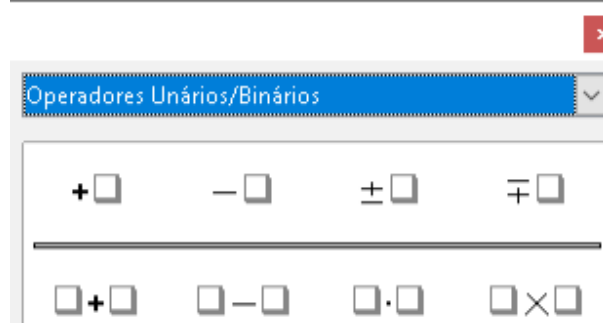 Operadores Unários/Binários
+□ −□ ±□ ∓□
□+□ □−□ □·□ □×□